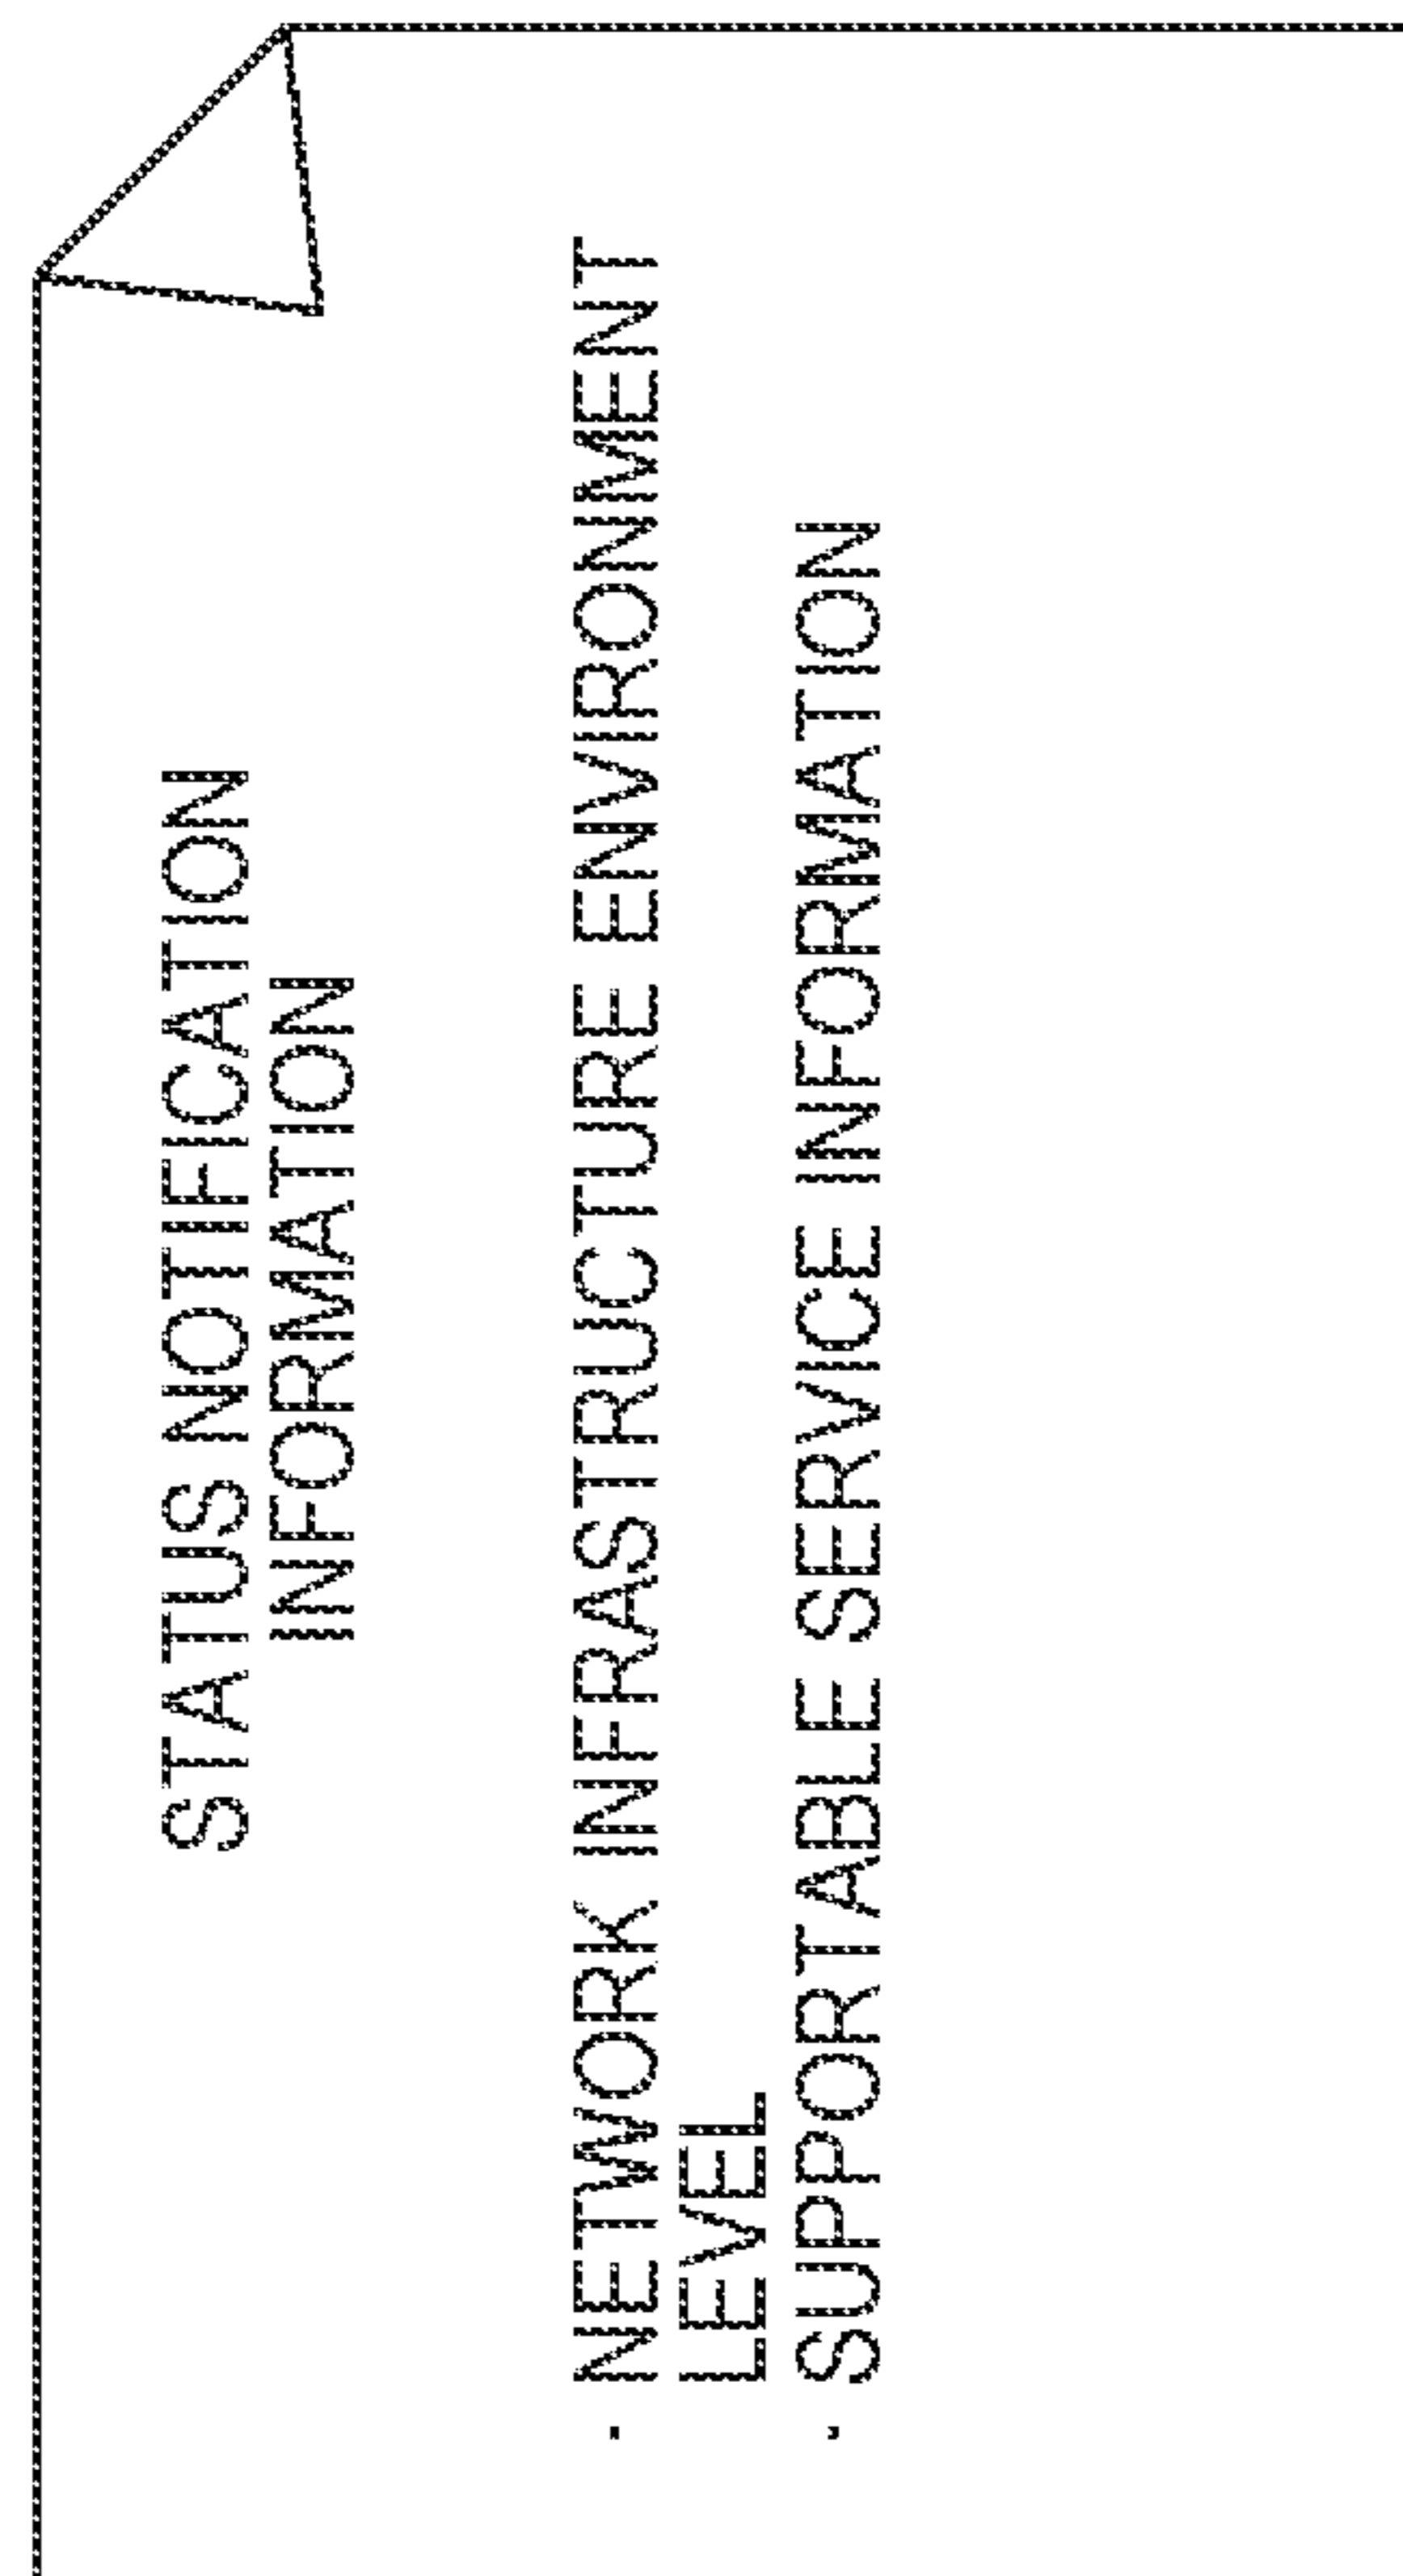 STATUS NOTIFICATION
INFORMATION
· NETWORK INFRASTRUCTURE ENVIRONMENT
LEVEL
· SUPPORTABLE SERVICE INFORMATION